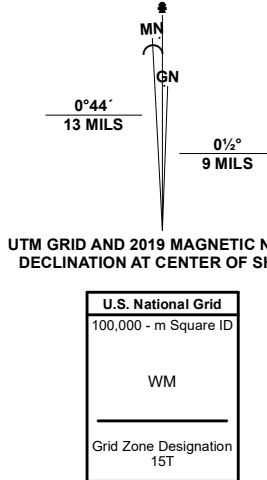 MN
GN
0°44´
13 MILS
0½°
9 MILS
UTM GRID AND 2019 MAGNETIC N
DECLINATION AT CENTER OF SH
U.S. National Grid
100,000 - m Square ID
WM
Grid Zone Designation
15T